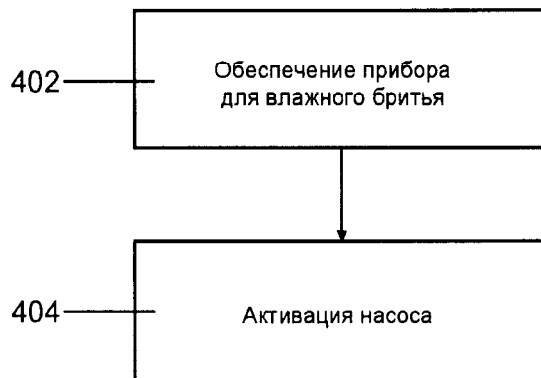 402
Обеспечение прибора
для влажного бритья
404
Активация насоса